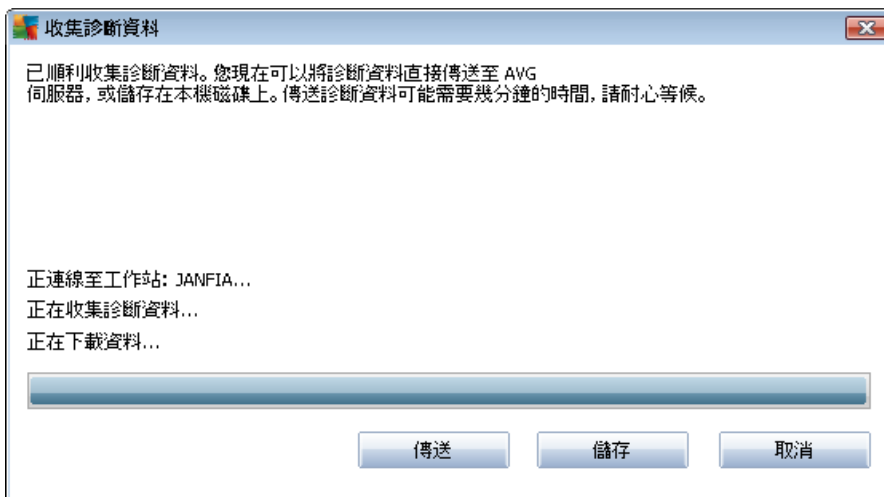 收集診斷資料
已順利收集診斷資料。您現在可以將診斷資料直接傳送至 AVG
伺服器, 或儲存在本機磁碟上。傳送診斷資料可能需要幾分鐘的時間, 請耐心等候。
正連線至工作站: JANFIA...
正在收集診斷資料...
正在下載資料...
傳送
儲存
取消